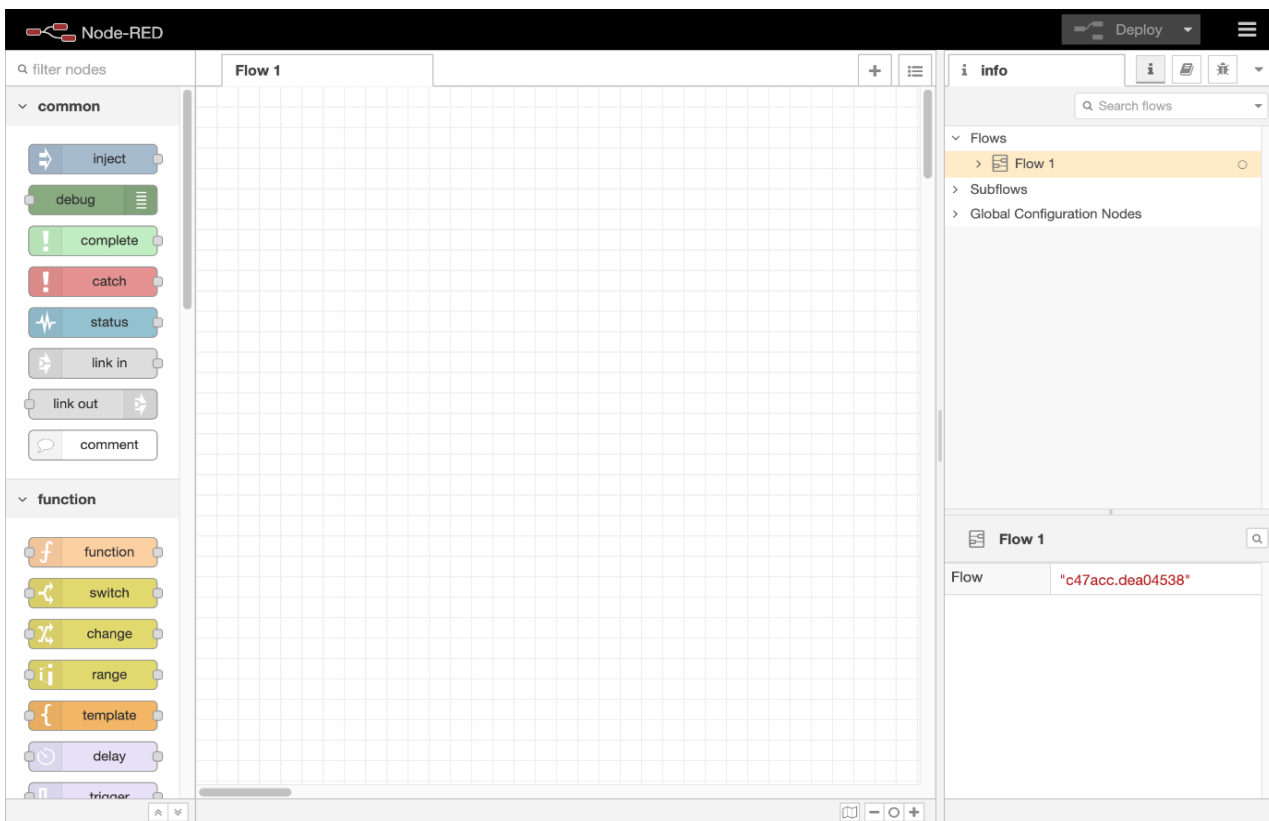 Node-RED
Deploy
filter nodes
Flow 1
info
common
Search flows
Flows
Flow 1
Subflows
Global Configuration Nodes
inject
debug
complete
catch
status
link in
link out
comment
function
function
switch
change
range
template
delay
trigger
Flow 1
Flow "c47acc.dea04538"